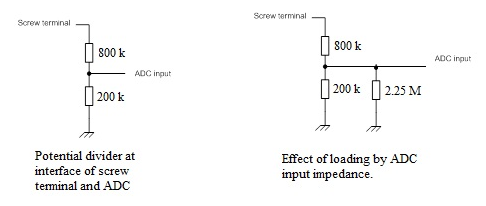 Screw terminal
800 k
ADC input
200 k
Potential divider at
interface of screw
terminal and ADC
Screw terminal
800 k
ADC input
200 k
2.25 M
Effect of loading by ADC
input impedance.